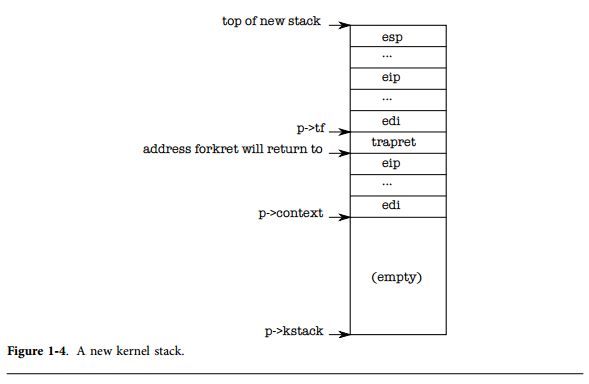 top of new stack
esp
...
eip
...
edi
p->tf
trapret
address forkret will return to
eip
...
edi
p->context
(empty)
p->kstack
Figure 1-4. A new kernel stack.